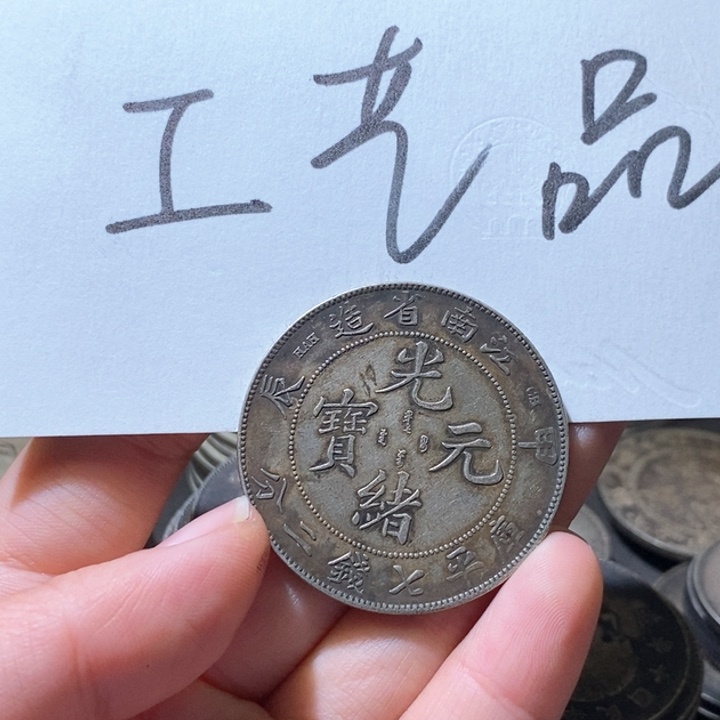 工艺品
江南省造
甲辰
光緒元寶
庫平七錢二分